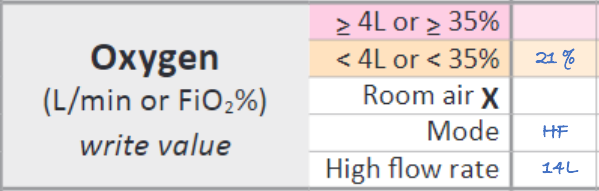 ≥ 4L or ≥ 35%
Oxygen
< 4L or < 35% 21%
(L/min or FiO₂%)
Room air X
write value
Mode HF
High flow rate 14L